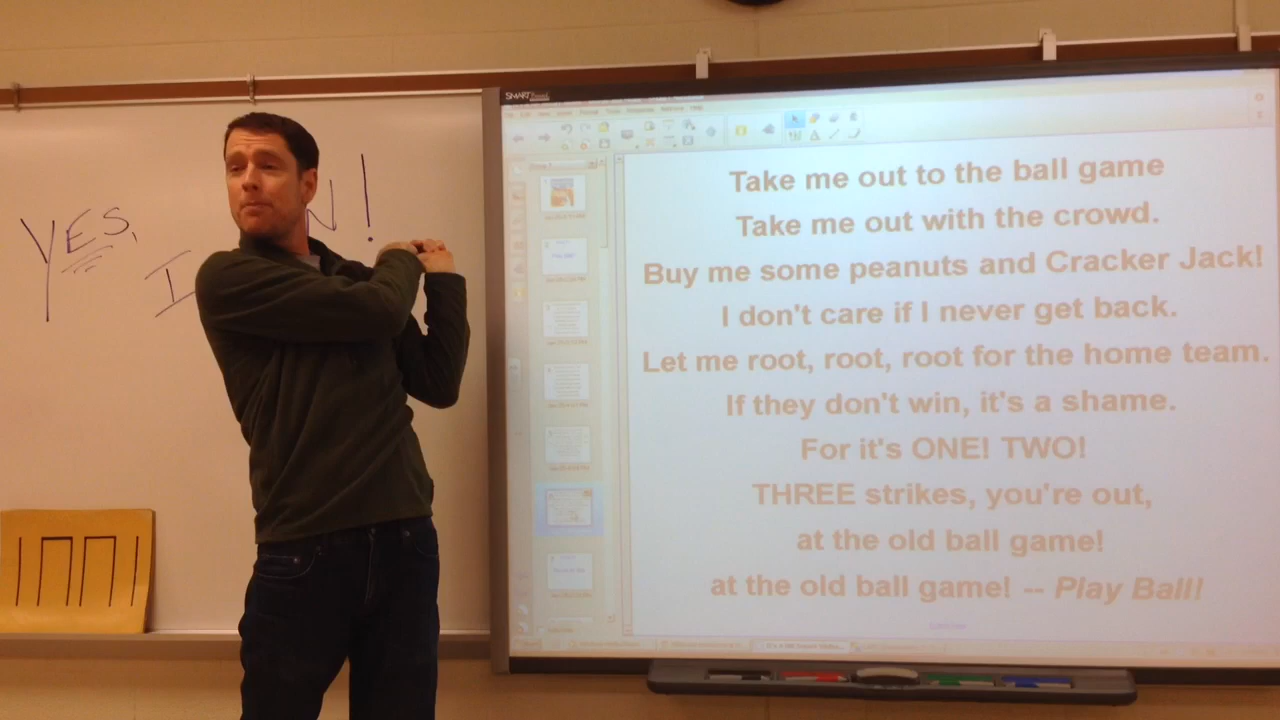 YES,
I
N!
SMART
Take me out to the ball game
Take me out with the crowd.
Buy me some peanuts and Cracker Jack!
I don't care if I never get back.
Let me root, root, root for the home team.
If they don't win, it's a shame.
For it's ONE! TWO!
THREE strikes, you're out,
at the old ball game!
at the old ball game! -- Play Ball!